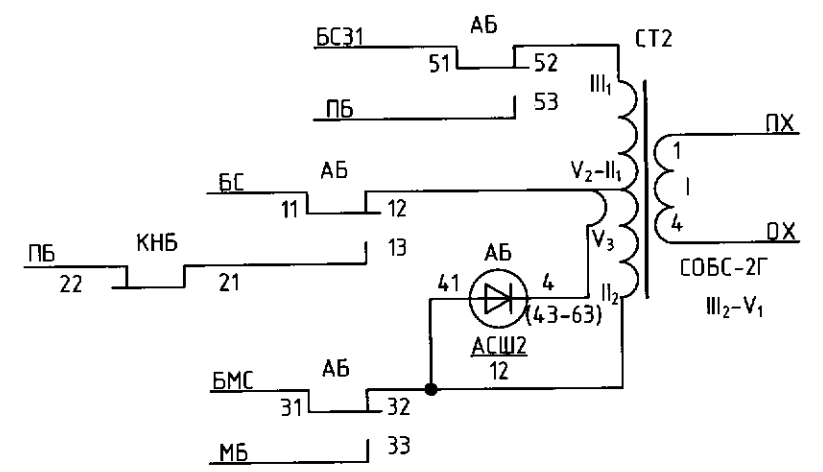 АБ
СТ2
БСЗ1
51
52
III₁
ПБ
53
ПХ
1
АБ
V₂-II₁
I
БС
11
12
4
ОХ
КНБ
13
V₃
ПБ
22
21
АБ
СОБС-2Г
41
4
II₂
(43-63)
III₂-V₁
АСШ2
12
АБ
БМС
31
32
33
МБ